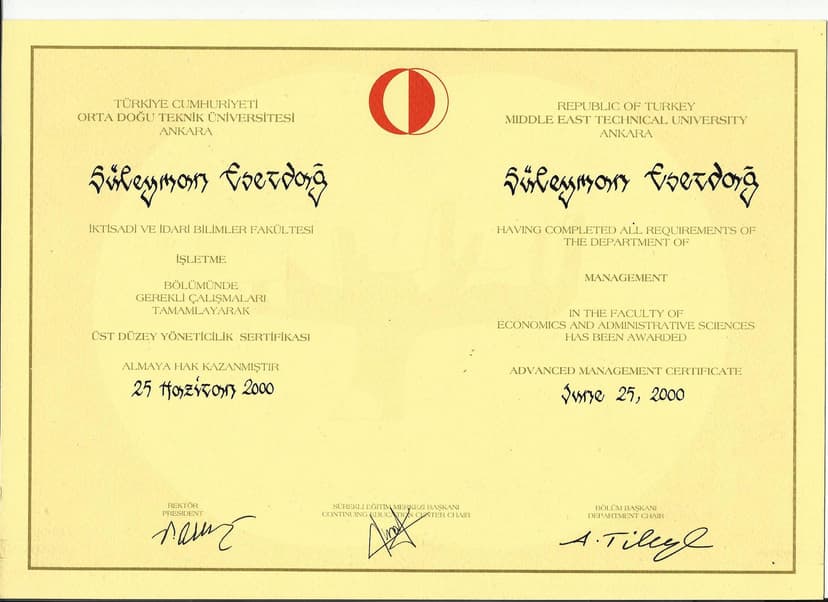 TÜRKİYE CUMHURİYETİ
ORTA DOĞU TEKNİK ÜNİVERSİTESİ
ANKARA
Süleyman Eserdağ
İKTİSADİ VE İDARİ BİLİMLER FAKÜLTESİ
İŞLETME
BÖLÜMÜNDE
GEREKLİ ÇALIŞMALARI
TAMAMLAYARAK
ÜST DÜZEY YÖNETİCİLİK SERTİFİKASI
ALMAYA HAK KAZANMIŞTIR
25 Haziran 2000
REPUBLIC OF TURKEY
MIDDLE EAST TECHNICAL UNIVERSITY
ANKARA
Süleyman Eserdağ
HAVING COMPLETED ALL REQUIREMENTS OF
THE DEPARTMENT OF
MANAGEMENT
IN THE FACULTY OF
ECONOMICS AND ADMINISTRATIVE SCIENCES
HAS BEEN AWARDED
ADVANCED MANAGEMENT CERTIFICATE
June 25, 2000
REKTÖR
PRESIDENT
SÜREKLİ EĞİTİM MERKEZİ BAŞKANI
CONTINUING EDUCATION CENTER CHAIR
BÖLÜM BAŞKANI
DEPARTMENT CHAIR